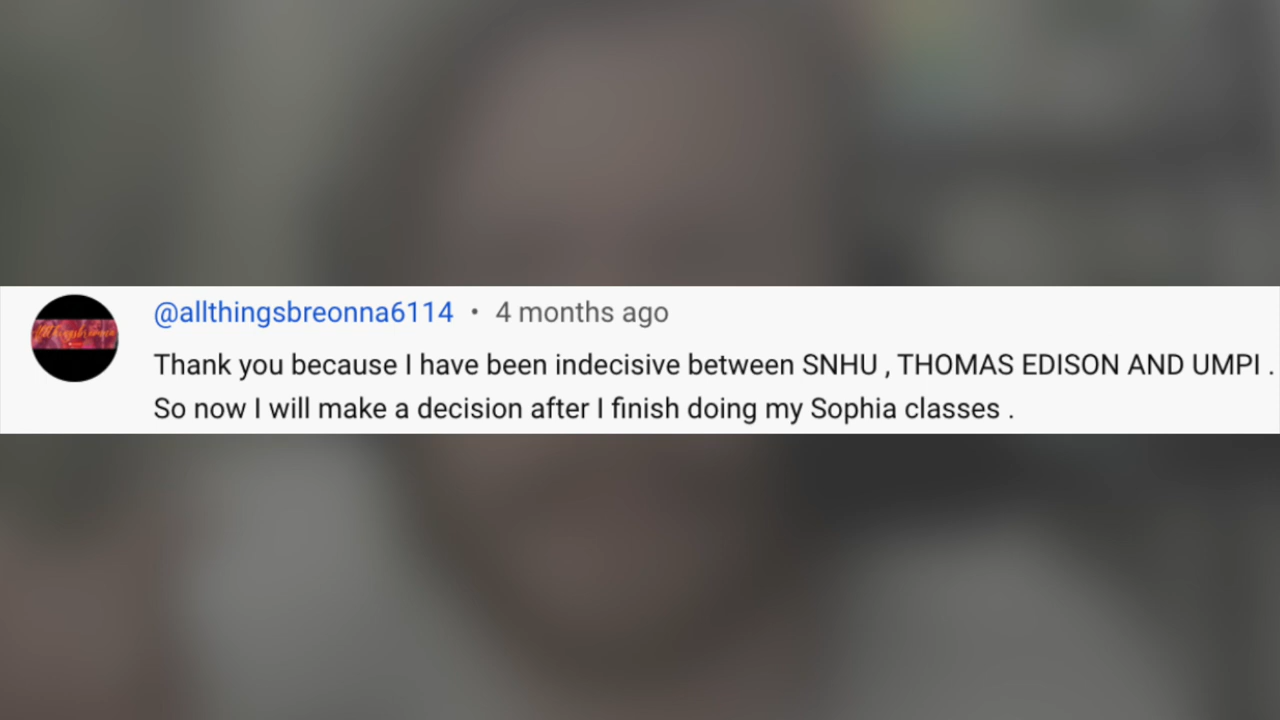 @allthingsbreonna6114 • 4 months ago
Thank you because I have been indecisive between SNHU , THOMAS EDISON AND UMPI .
So now I will make a decision after I finish doing my Sophia classes .